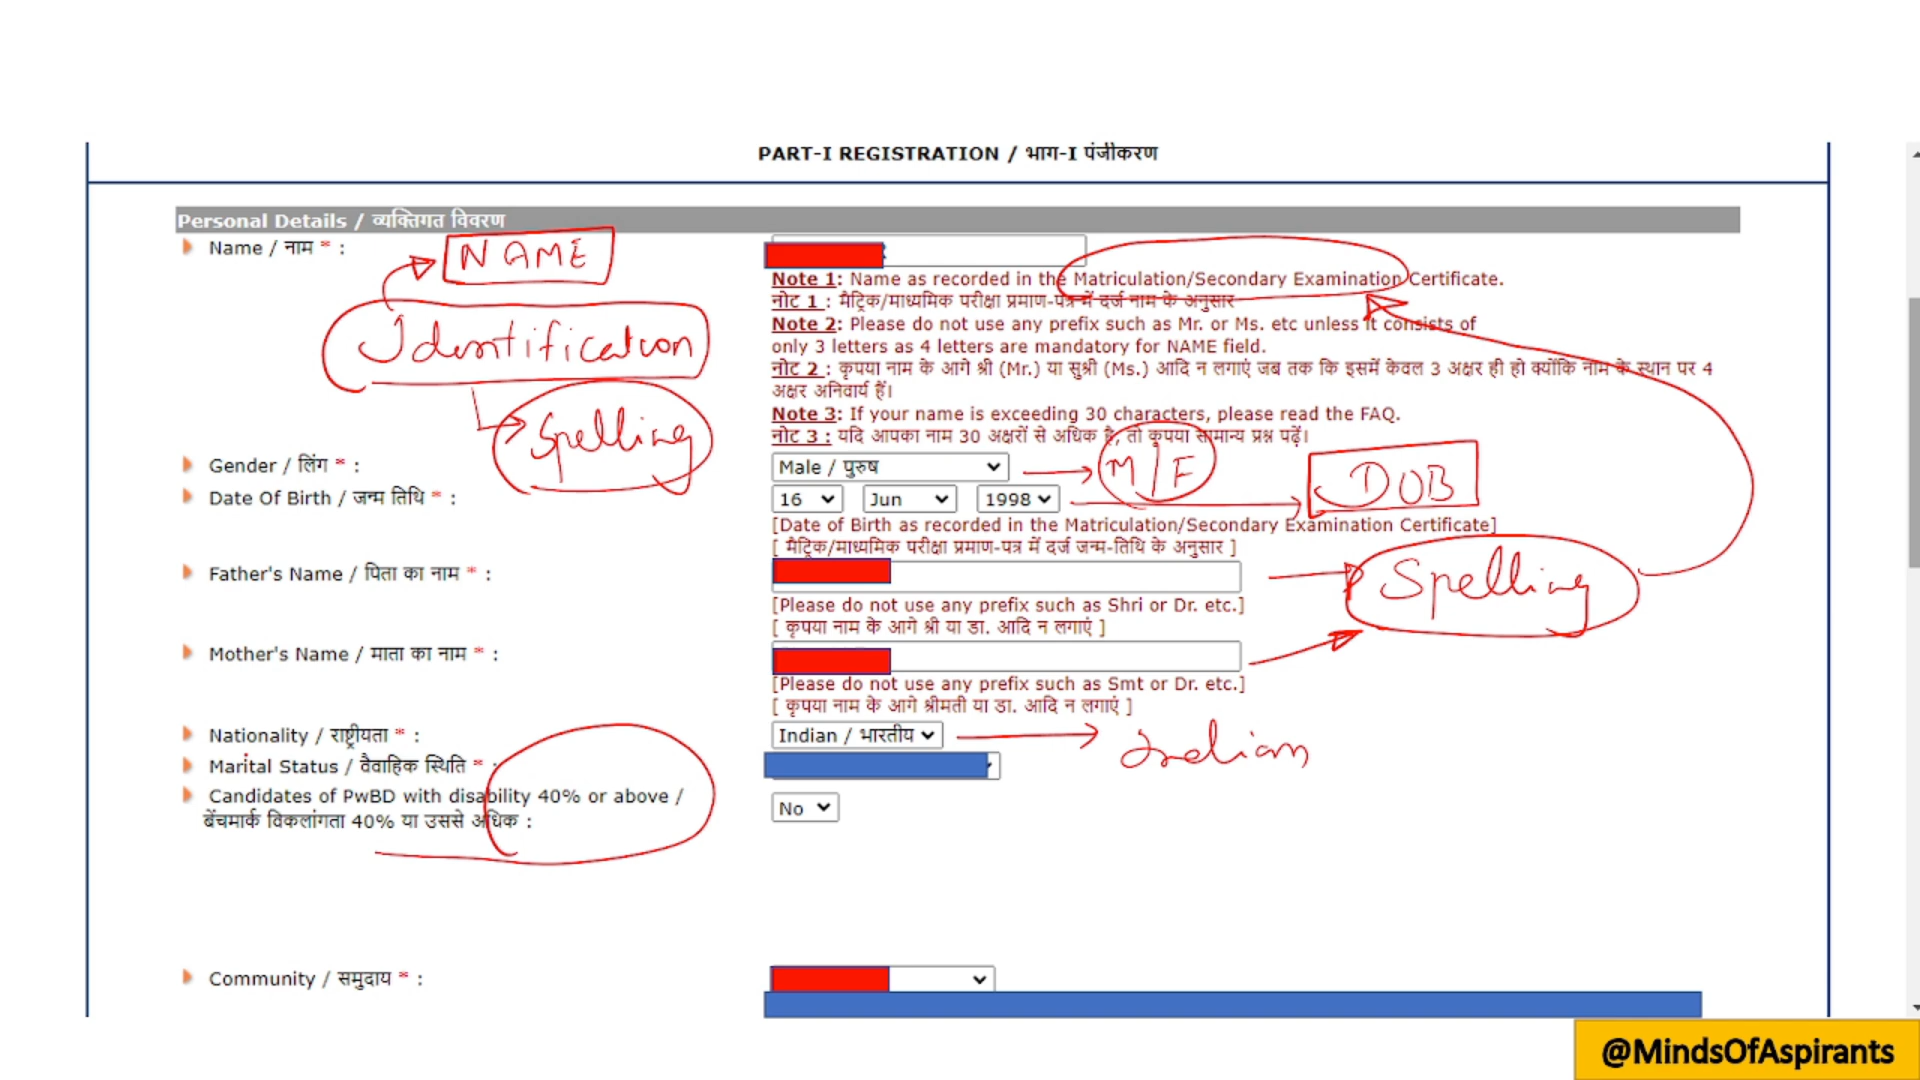 PART-I REGISTRATION / भाग-I पंजीकरण
Personal Details / व्यक्तिगत विवरण
Name / नाम * :
NAME
Note 1: Name as recorded in the Matriculation/Secondary Examination Certificate.
नोट 1 : मैट्रिक/माध्यमिक परीक्षा प्रमाण-पत्र में दर्ज नाम के अनुसार
Identification
Note 2: Please do not use any prefix such as Mr. or Ms. etc unless it consists of
only 3 letters as 4 letters are mandatory for NAME field.
नोट 2 : कृपया नाम के आगे श्री (Mr.) या सुश्री (Ms.) आदि न लगाएं जब तक कि इसमें केवल 3 अक्षर ही हो क्योंकि नाम के स्थान पर 4
अक्षर अनिवार्य हैं।
Note 3: If your name is exceeding 30 characters, please read the FAQ.
नोट 3 : यदि आपका नाम 30 अक्षरों से अधिक है, तो कृपया सामान्य प्रश्न पढ़ें।
Spelling
Gender / लिंग * : Male / पुरुष M/F
Date Of Birth / जन्म तिथि * : 16 Jun 1998 DOB
[Date of Birth as recorded in the Matriculation/Secondary Examination Certificate]
[ मैट्रिक/माध्यमिक परीक्षा प्रमाण-पत्र में दर्ज जन्म-तिथि के अनुसार ]
Father's Name / पिता का नाम * :
Spelling
[Please do not use any prefix such as Shri or Dr. etc.]
[ कृपया नाम के आगे श्री या डा. आदि न लगाएं ]
Mother's Name / माता का नाम * :
[Please do not use any prefix such as Smt or Dr. etc.]
[ कृपया नाम के आगे श्रीमती या डा. आदि न लगाएं ]
Nationality / राष्ट्रीयता * : Indian / भारतीय Indian
Marital Status / वैवाहिक स्थिति * :
Candidates of PwBD with disability 40% or above /
बेंचमार्क विकलांगता 40% या उससे अधिक : No
Community / समुदाय * :
@MindsOfAspirants